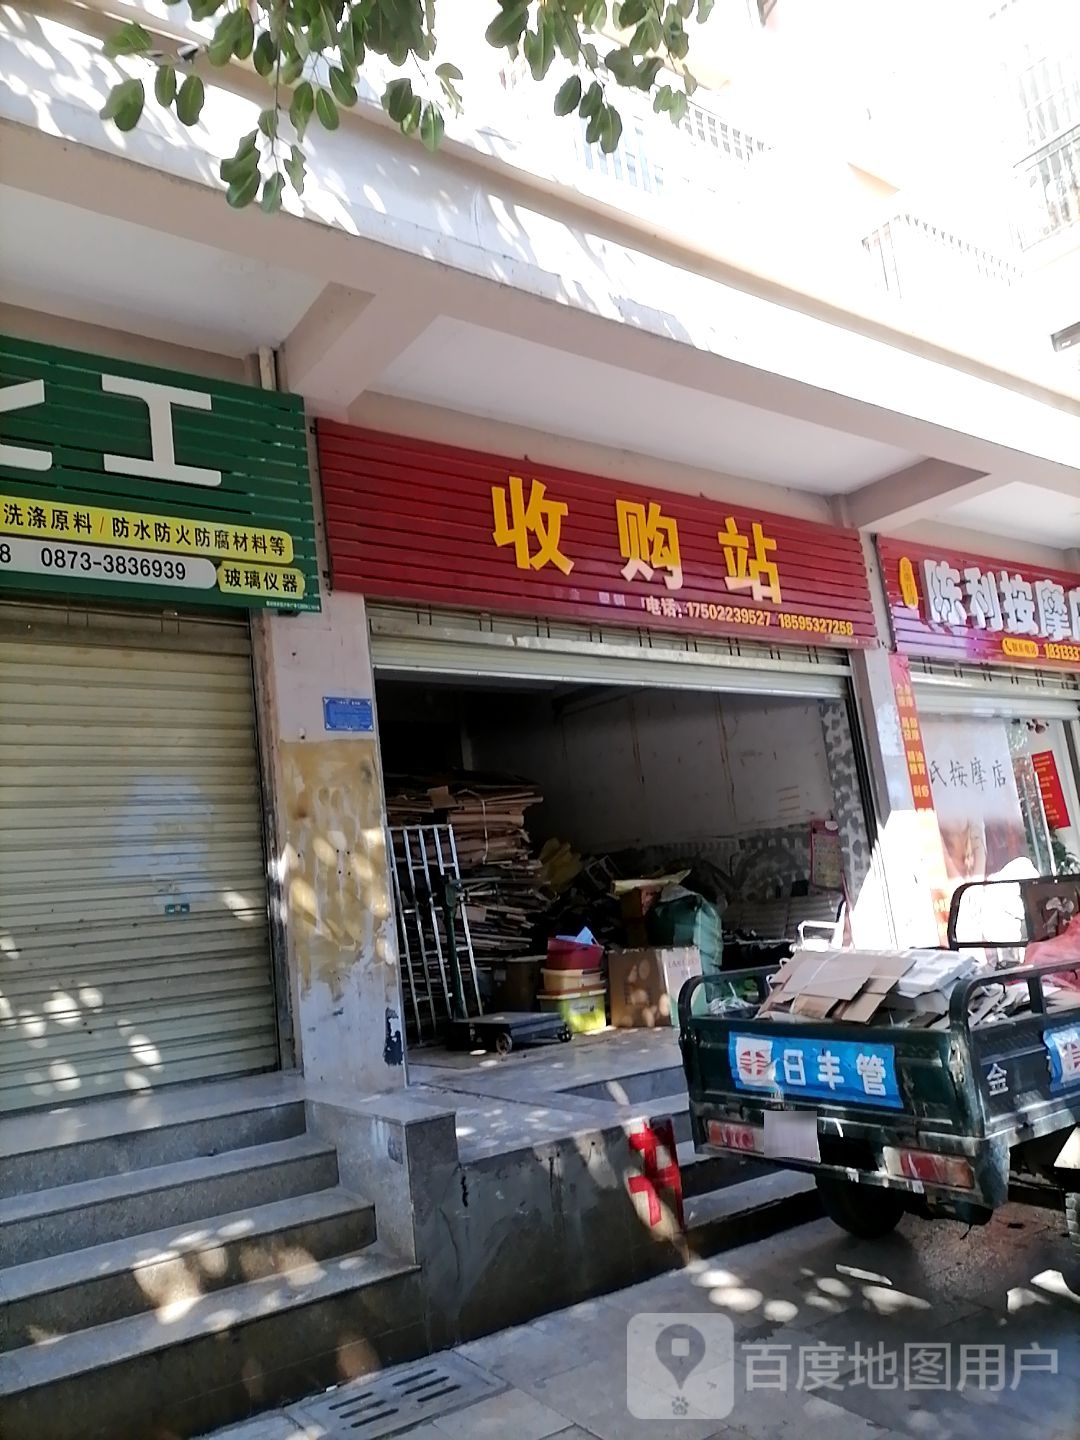 工
洗涤原料/防水防火防腐材料等
8 0873-3836939
玻璃仪器
收购站
电话：17502239527 18595327258
陈利按摩
18313331
氏按摩店
日丰管
金
百度地图用户